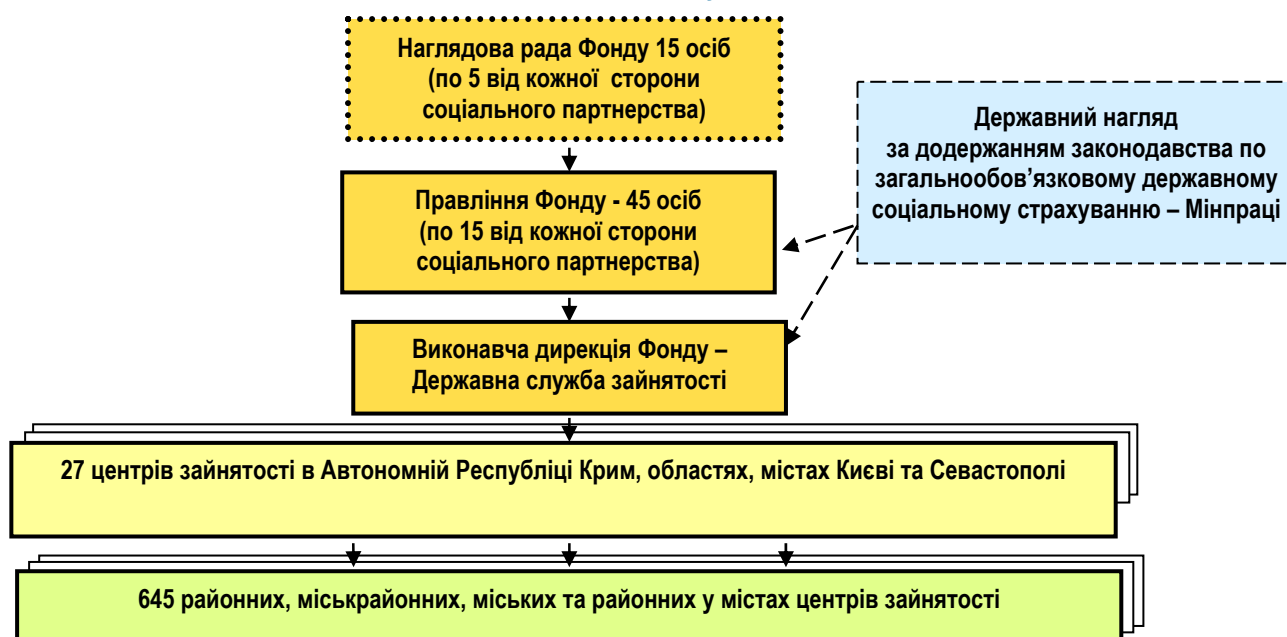 Наглядова рада Фонду 15 осіб
(по 5 від кожної сторони
соціального партнерства)
Державний нагляд
за додержанням законодавства по
загальнообов’язковому державному
соціальному страхуванню – Мінпраці
Правління Фонду - 45 осіб
(по 15 від кожної сторони
соціального партнерства)
Виконавча дирекція Фонду –
Державна служба зайнятості
27 центрів зайнятості в Автономній Республіці Крим, областях, містах Києві та Севастополі
645 районних, міськрайонних, міських та районних у містах центрів зайнятості